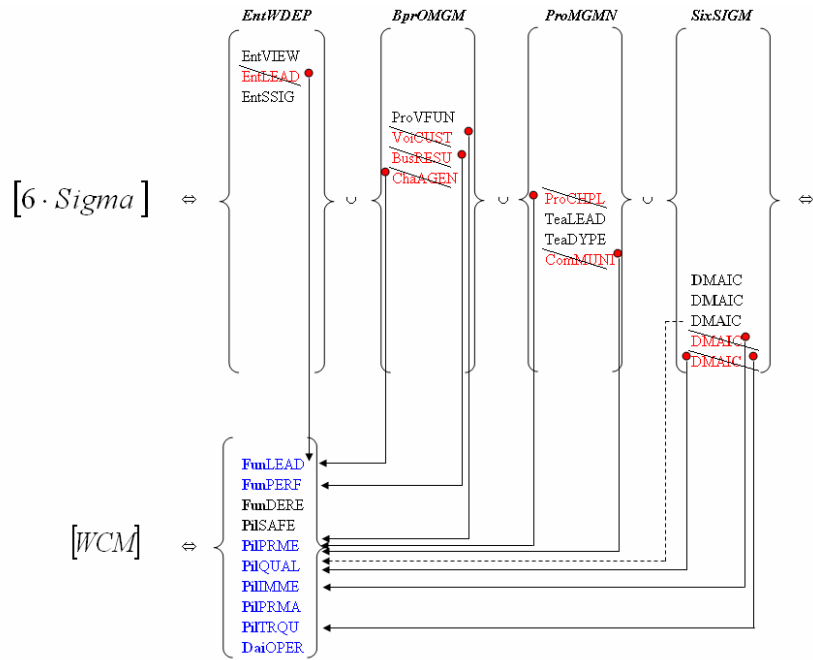 EntWDEP BprOMGM ProMGMN SixSIGM
EntVIEW
EntLEAD
EntSSIG
ProVFUN
VoiCUST
BusRESU
ChaAGEN
[6 · Sigma] ⇔ ∪ ∪ ∪ ⇔
ProCHPL
TeaLEAD
TeaDYPE
ComMUNI
DMAIC
DMAIC
DMAIC
DMAIC
DMAIC
[WCM] ⇔
FunLEAD
FunPERF
FunDERE
PilSAFE
PilPRME
PilQUAL
PilIMME
PilPRMA
PilTRQU
DaiOPER